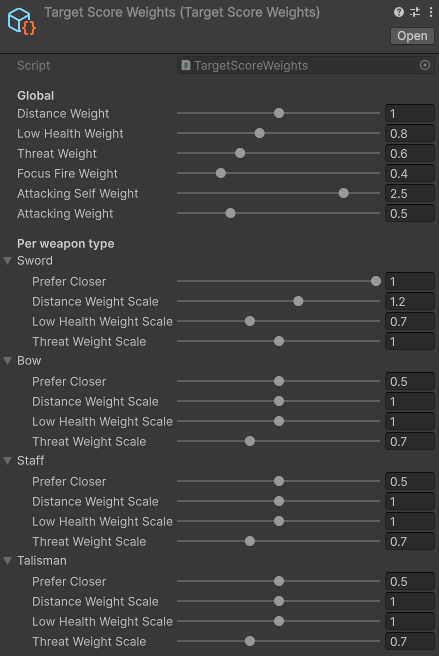 Target Score Weights (Target Score Weights)
Open
Script TargetScoreWeights
Global
Distance Weight 1
Low Health Weight 0.8
Threat Weight 0.6
Focus Fire Weight 0.4
Attacking Self Weight 2.5
Attacking Weight 0.5
Per weapon type
Sword
Prefer Closer 1
Distance Weight Scale 1.2
Low Health Weight Scale 0.7
Threat Weight Scale 1
Bow
Prefer Closer 0.5
Distance Weight Scale 1
Low Health Weight Scale 1
Threat Weight Scale 0.7
Staff
Prefer Closer 0.5
Distance Weight Scale 1
Low Health Weight Scale 1
Threat Weight Scale 0.7
Talisman
Prefer Closer 0.5
Distance Weight Scale 1
Low Health Weight Scale 1
Threat Weight Scale 0.7